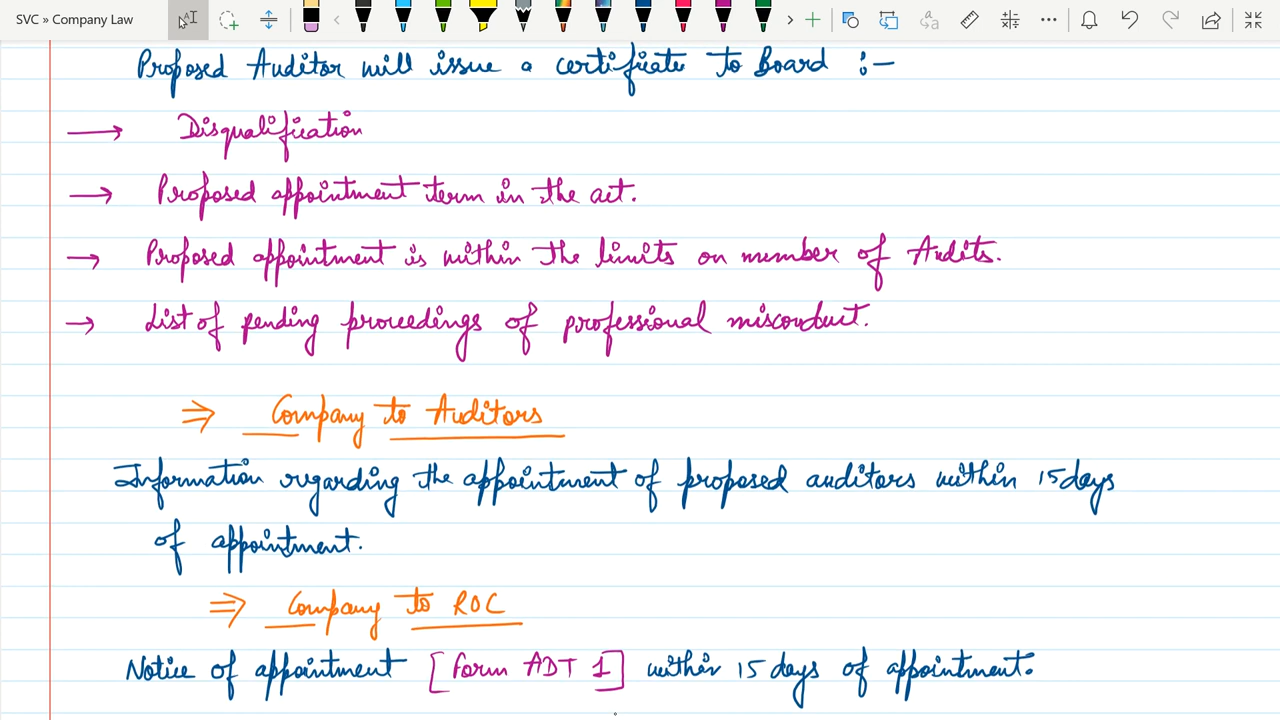 SVC » Company Law
Proposed Auditor will issue a certificate to Board :-
→ Disqualification
→ Proposed appointment term in the act.
→ Proposed appointment is within the limits on member of Audits.
→ List of pending proceedings of professional misconduct.
⇒ Company to Auditors
Information regarding the appointment of proposed auditors within 15 days
of appointment.
⇒ Company to ROC
Notice of appointment [Form ADT 1] within 15 days of appointment.